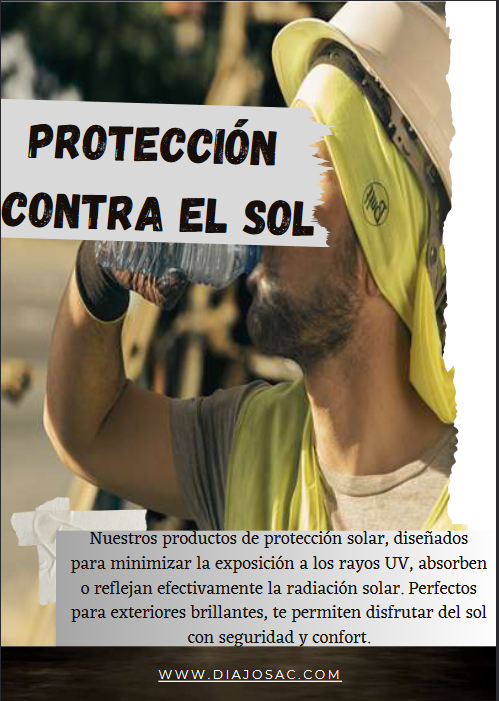 PROTECCIÓN
CONTRA EL SOL
Nuestros productos de protección solar, diseñados
para minimizar la exposición a los rayos UV, absorben
o reflejan efectivamente la radiación solar. Perfectos
para exteriores brillantes, te permiten disfrutar del sol
con seguridad y confort.
WWW.DIAJOSAC.COM